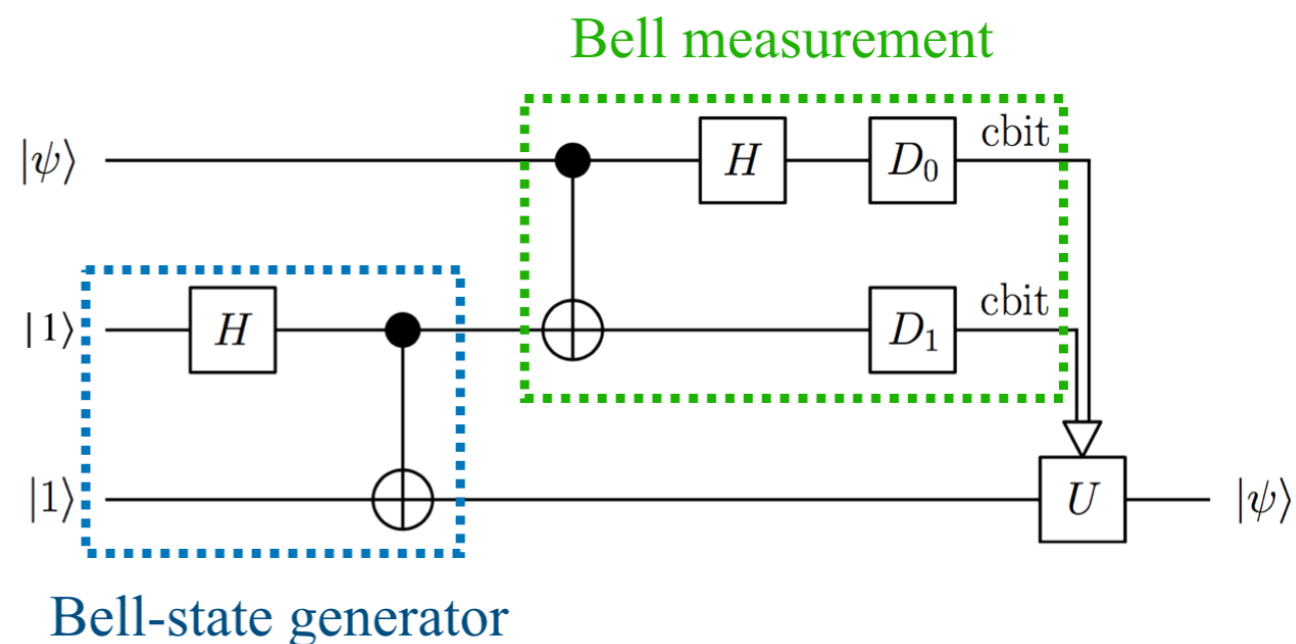 Bell measurement
|ψ⟩
H
D₀
cbit
|1⟩
H
D₁
cbit
|1⟩
U
|ψ⟩
Bell-state generator